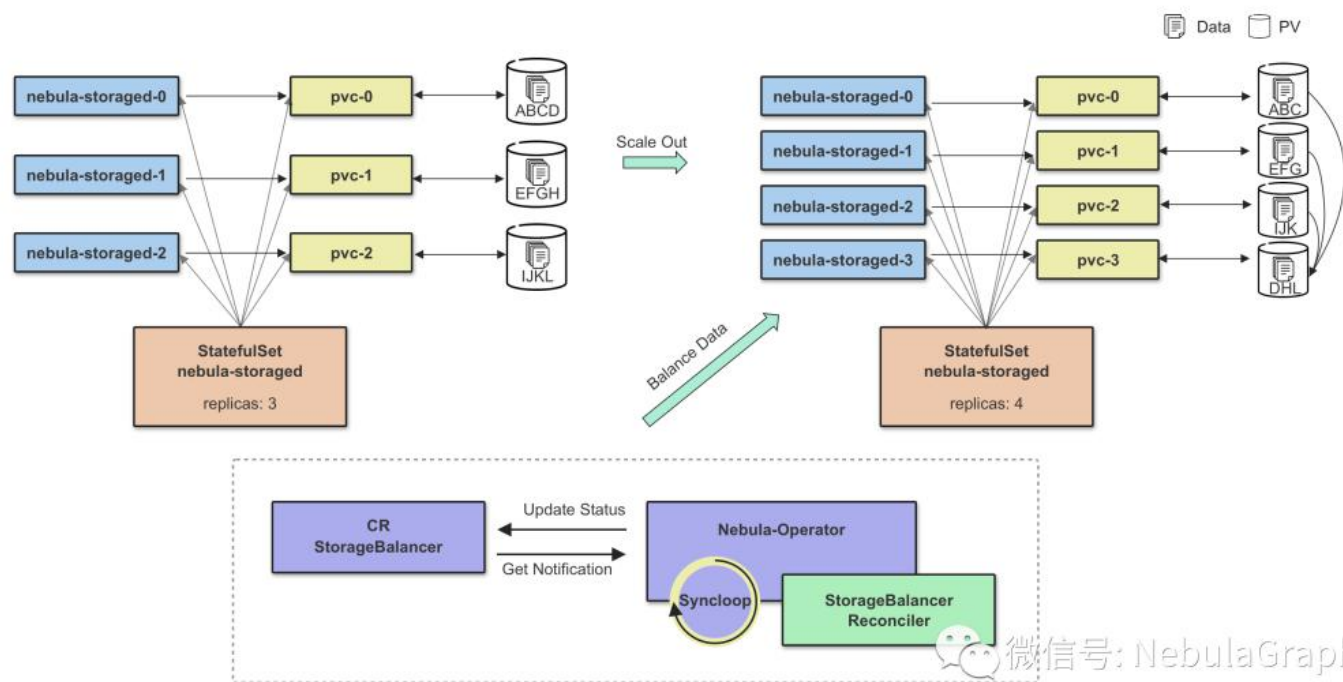 Data
PV
nebula-storaged-0
pvc-0
ABCD
nebula-storaged-1
pvc-1
EFGH
nebula-storaged-2
pvc-2
IJKL
StatefulSet
nebula-storaged
replicas: 3
Scale Out
nebula-storaged-0
pvc-0
ABC
nebula-storaged-1
pvc-1
EFG
nebula-storaged-2
pvc-2
IJK
nebula-storaged-3
pvc-3
DHL
StatefulSet
nebula-storaged
replicas: 4
Balance Data
CR
StorageBalancer
Update Status
Get Notification
Nebula-Operator
Syncloop
StorageBalancer
Reconciler
微信号: NebulaGraph